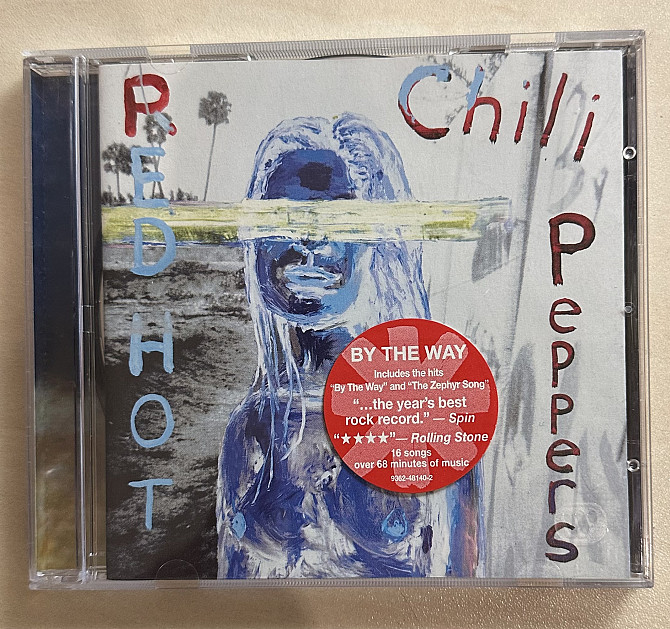 RED HOT
Chili
Peppers
BY THE WAY
Includes the hits
"By The Way" and "The Zephyr Song"
"...the year's best
rock record." — Spin
"★★★★"— Rolling Stone
16 songs
over 68 minutes of music
9362-48140-2